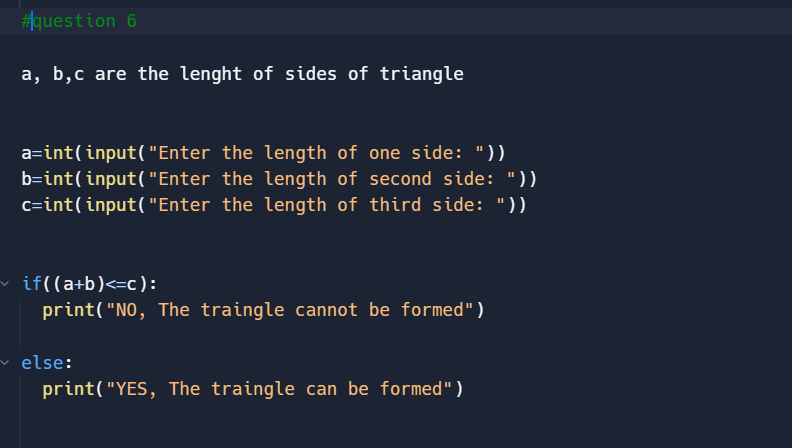 #question 6
a, b,c are the lenght of sides of triangle
a=int(input("Enter the length of one side: "))
b=int(input("Enter the length of second side: "))
c=int(input("Enter the length of third side: "))
if((a+b)<=c):
print("NO, The traingle cannot be formed")
else:
print("YES, The traingle can be formed")